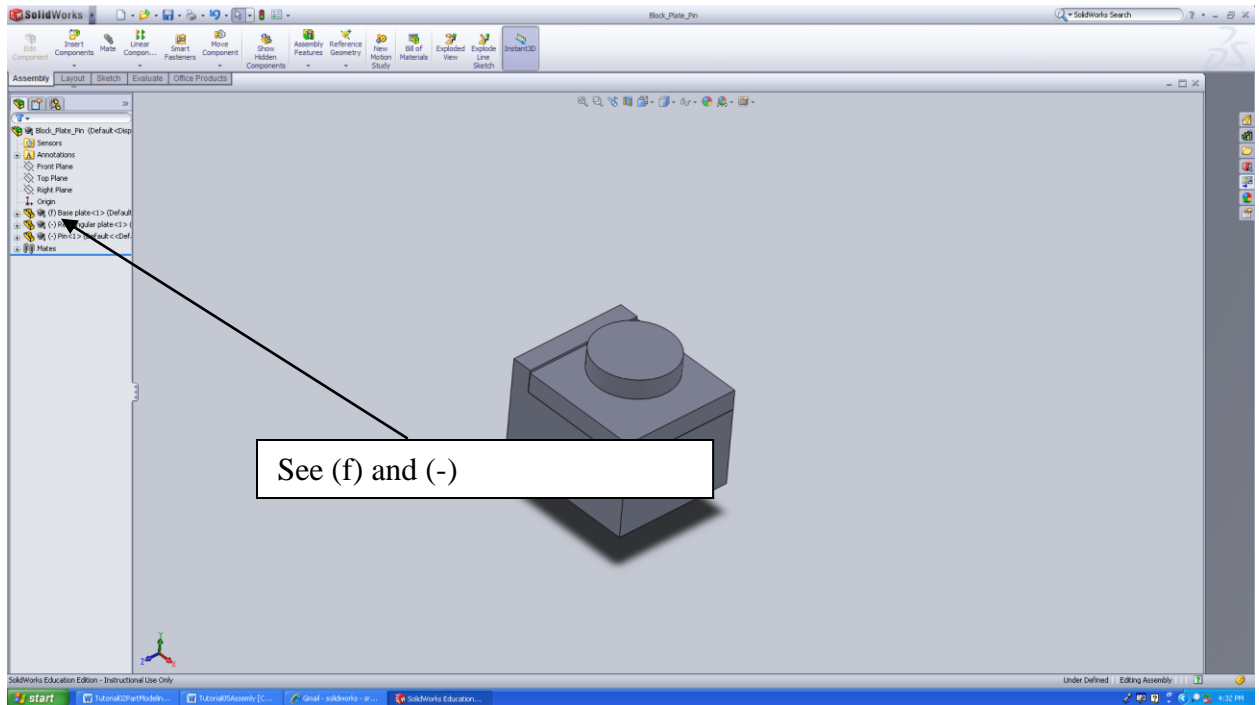 SolidWorks
Block_Plate_Pin
SolidWorks Search
Edit Component
Insert Components
Mate
Linear Compon...
Smart Fasteners
Move Component
Show Hidden Components
Assembly Features
Reference Geometry
New Motion Study
Bill of Materials
Exploded View
Explode Line Sketch
Instant3D
Assembly Layout Sketch Evaluate Office Products
Block_Plate_Pin (Default<Disp
Sensors
Annotations
Front Plane
Top Plane
Right Plane
Origin
(f) Base plate<1> (Default
(-) Re ngular plate<1> (
(-) Pin<1> (Default<<Def.
Mates
See (f) and (-)
Y
Z
X
SolidWorks Education Edition - Instructional Use Only
Under Defined Editing Assembly
start
Tutorial02PartModelin...
Tutorial05Assemly [C...
Gmail - solidworks - sr...
SolidWorks Education...
4:32 PM